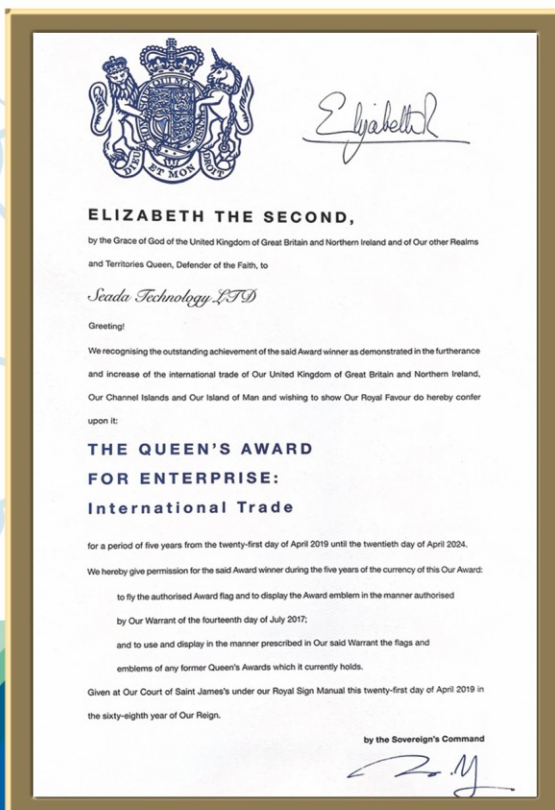 HONI SOIT QUI MAL Y PENSE
DIEU ET MON DROIT
Elizabeth R
ELIZABETH THE SECOND,
by the Grace of God of the United Kingdom of Great Britain and Northern Ireland and of Our other Realms
and Territories Queen, Defender of the Faith, to
Seada Technology LTD
Greeting!
We recognising the outstanding achievement of the said Award winner as demonstrated in the furtherance
and increase of the international trade of Our United Kingdom of Great Britain and Northern Ireland,
Our Channel Islands and Our Island of Man and wishing to show Our Royal Favour do hereby confer
upon it:
THE QUEEN'S AWARD
FOR ENTERPRISE:
International Trade
for a period of five years from the twenty-first day of April 2019 until the twentieth day of April 2024.
We hereby give permission for the said Award winner during the five years of the currency of this Our Award:
to fly the authorised Award flag and to display the Award emblem in the manner authorised
by Our Warrant of the fourteenth day of July 2017;
and to use and display in the manner prescribed in Our said Warrant the flags and
emblems of any former Queen's Awards which it currently holds.
Given at Our Court of Saint James's under our Royal Sign Manual this twenty-first day of April 2019 in
the sixty-eighth year of Our Reign.
by the Sovereign's Command